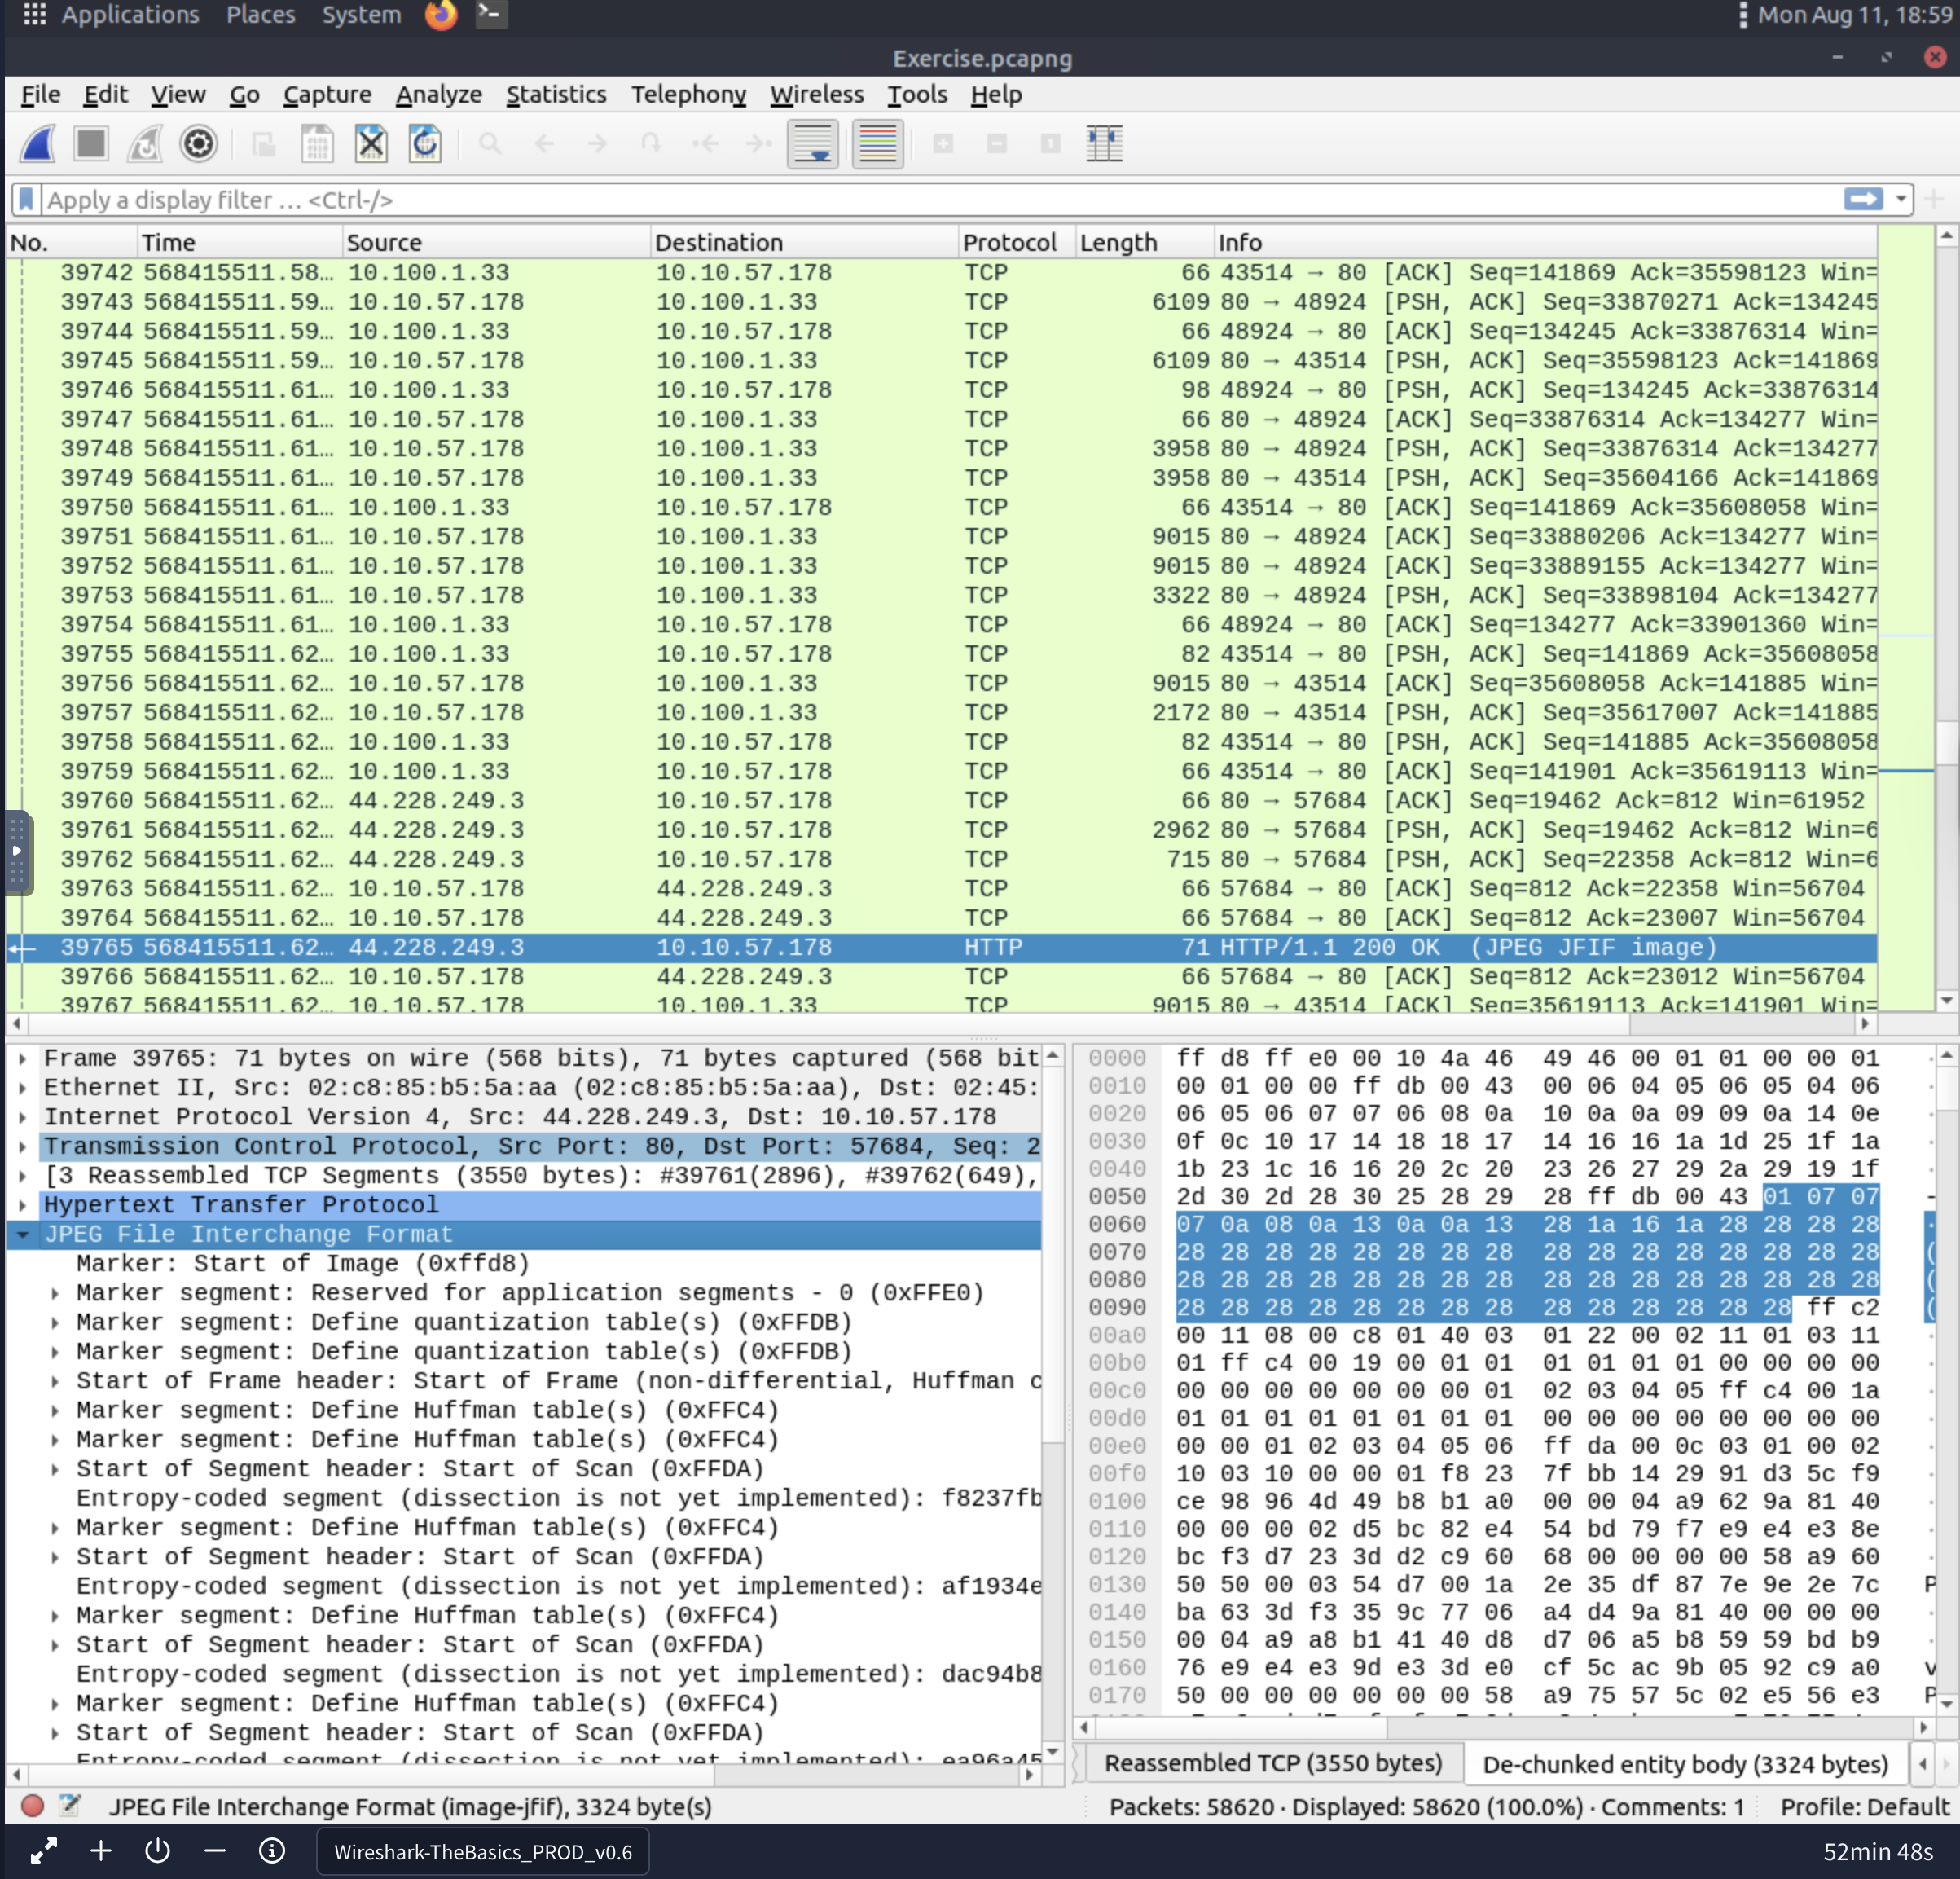 Applications Places System Mon Aug 11, 18:59
Exercise.pcapng
File Edit View Go Capture Analyze Statistics Telephony Wireless Tools Help
Apply a display filter … <Ctrl-/>
No. Time Source Destination Protocol Length Info
39742 568415511.58… 10.100.1.33 10.10.57.178 TCP 66 43514 → 80 [ACK] Seq=141869 Ack=35598123 Win=
39743 568415511.59… 10.10.57.178 10.100.1.33 TCP 6109 80 → 48924 [PSH, ACK] Seq=33870271 Ack=134245
39744 568415511.59… 10.100.1.33 10.10.57.178 TCP 66 48924 → 80 [ACK] Seq=134245 Ack=33876314 Win=
39745 568415511.59… 10.10.57.178 10.100.1.33 TCP 6109 80 → 43514 [PSH, ACK] Seq=35598123 Ack=141869
39746 568415511.61… 10.100.1.33 10.10.57.178 TCP 98 48924 → 80 [PSH, ACK] Seq=134245 Ack=33876314
39747 568415511.61… 10.10.57.178 10.100.1.33 TCP 66 80 → 48924 [ACK] Seq=33876314 Ack=134277 Win=
39748 568415511.61… 10.10.57.178 10.100.1.33 TCP 3958 80 → 48924 [PSH, ACK] Seq=33876314 Ack=134277
39749 568415511.61… 10.10.57.178 10.100.1.33 TCP 3958 80 → 43514 [PSH, ACK] Seq=35604166 Ack=141869
39750 568415511.61… 10.100.1.33 10.10.57.178 TCP 66 43514 → 80 [ACK] Seq=141869 Ack=35608058 Win=
39751 568415511.61… 10.10.57.178 10.100.1.33 TCP 9015 80 → 48924 [ACK] Seq=33880206 Ack=134277 Win=
39752 568415511.61… 10.10.57.178 10.100.1.33 TCP 9015 80 → 48924 [ACK] Seq=33889155 Ack=134277 Win=
39753 568415511.61… 10.10.57.178 10.100.1.33 TCP 3322 80 → 48924 [PSH, ACK] Seq=33898104 Ack=134277
39754 568415511.61… 10.100.1.33 10.10.57.178 TCP 66 48924 → 80 [ACK] Seq=134277 Ack=33901360 Win=
39755 568415511.62… 10.100.1.33 10.10.57.178 TCP 82 43514 → 80 [PSH, ACK] Seq=141869 Ack=35608058
39756 568415511.62… 10.10.57.178 10.100.1.33 TCP 9015 80 → 43514 [ACK] Seq=35608058 Ack=141885 Win=
39757 568415511.62… 10.10.57.178 10.100.1.33 TCP 2172 80 → 43514 [PSH, ACK] Seq=35617007 Ack=141885
39758 568415511.62… 10.100.1.33 10.10.57.178 TCP 82 43514 → 80 [PSH, ACK] Seq=141885 Ack=35608058
39759 568415511.62… 10.100.1.33 10.10.57.178 TCP 66 43514 → 80 [ACK] Seq=141901 Ack=35619113 Win=
39760 568415511.62… 44.228.249.3 10.10.57.178 TCP 66 80 → 57684 [ACK] Seq=19462 Ack=812 Win=61952
39761 568415511.62… 44.228.249.3 10.10.57.178 TCP 2962 80 → 57684 [PSH, ACK] Seq=19462 Ack=812 Win=6
39762 568415511.62… 44.228.249.3 10.10.57.178 TCP 715 80 → 57684 [PSH, ACK] Seq=22358 Ack=812 Win=6
39763 568415511.62… 10.10.57.178 44.228.249.3 TCP 66 57684 → 80 [ACK] Seq=812 Ack=22358 Win=56704
39764 568415511.62… 10.10.57.178 44.228.249.3 TCP 66 57684 → 80 [ACK] Seq=812 Ack=23007 Win=56704
39765 568415511.62… 44.228.249.3 10.10.57.178 HTTP 71 HTTP/1.1 200 OK (JPEG JFIF image)
39766 568415511.62… 10.10.57.178 44.228.249.3 TCP 66 57684 → 80 [ACK] Seq=812 Ack=23012 Win=56704
39767 568415511.62… 10.10.57.178 10.100.1.33 TCP 9015 80 → 43514 [ACK] Seq=35619113 Ack=141901 Win=
Frame 39765: 71 bytes on wire (568 bits), 71 bytes captured (568 bit
Ethernet II, Src: 02:c8:85:b5:5a:aa (02:c8:85:b5:5a:aa), Dst: 02:45:
Internet Protocol Version 4, Src: 44.228.249.3, Dst: 10.10.57.178
Transmission Control Protocol, Src Port: 80, Dst Port: 57684, Seq: 2
[3 Reassembled TCP Segments (3550 bytes): #39761(2896), #39762(649),
Hypertext Transfer Protocol
JPEG File Interchange Format
Marker: Start of Image (0xffd8)
Marker segment: Reserved for application segments - 0 (0xFFE0)
Marker segment: Define quantization table(s) (0xFFDB)
Marker segment: Define quantization table(s) (0xFFDB)
Start of Frame header: Start of Frame (non-differential, Huffman c
Marker segment: Define Huffman table(s) (0xFFC4)
Marker segment: Define Huffman table(s) (0xFFC4)
Start of Segment header: Start of Scan (0xFFDA)
Entropy-coded segment (dissection is not yet implemented): f8237fb
Marker segment: Define Huffman table(s) (0xFFC4)
Start of Segment header: Start of Scan (0xFFDA)
Entropy-coded segment (dissection is not yet implemented): af1934e
Marker segment: Define Huffman table(s) (0xFFC4)
Start of Segment header: Start of Scan (0xFFDA)
Entropy-coded segment (dissection is not yet implemented): dac94b8
Marker segment: Define Huffman table(s) (0xFFC4)
Start of Segment header: Start of Scan (0xFFDA)
Entropy-coded segment (dissection is not yet implemented): ea96a45
0000 ff d8 ff e0 00 10 4a 46 49 46 00 01 01 00 00 01
0010 00 01 00 00 ff db 00 43 00 06 04 05 06 05 04 06
0020 06 05 06 07 07 06 08 0a 10 0a 0a 09 09 0a 14 0e
0030 0f 0c 10 17 14 18 18 17 14 16 16 1a 1d 25 1f 1a
0040 1b 23 1c 16 16 20 2c 20 23 26 27 29 2a 29 19 1f
0050 2d 30 2d 28 30 25 28 29 28 ff db 00 43 01 07 07 -
0060 07 0a 08 0a 13 0a 0a 13 28 1a 16 1a 28 28 28 28
0070 28 28 28 28 28 28 28 28 28 28 28 28 28 28 28 28 (
0080 28 28 28 28 28 28 28 28 28 28 28 28 28 28 28 28 (
0090 28 28 28 28 28 28 28 28 28 28 28 28 28 28 ff c2 (
00a0 00 11 08 00 c8 01 40 03 01 22 00 02 11 01 03 11
00b0 01 ff c4 00 19 00 01 01 01 01 01 01 00 00 00 00
00c0 00 00 00 00 00 00 00 01 02 03 04 05 ff c4 00 1a
00d0 01 01 01 01 01 01 01 01 00 00 00 00 00 00 00 00
00e0 00 00 01 02 03 04 05 06 ff da 00 0c 03 01 00 02
00f0 10 03 10 00 00 01 f8 23 7f bb 14 29 91 d3 5c f9
0100 ce 98 96 4d 49 b8 b1 a0 00 00 04 a9 62 9a 81 40
0110 00 00 00 02 d5 bc 82 e4 54 bd 79 f7 e9 e4 e3 8e
0120 bc f3 d7 23 3d d2 c9 60 68 00 00 00 00 58 a9 60
0130 50 50 00 03 54 d7 00 1a 2e 35 df 87 7e 9e 2e 7c P
0140 ba 63 3d f3 35 9c 77 06 a4 d4 9a 81 40 00 00 00
0150 00 04 a9 a8 b1 41 40 d8 d7 06 a5 b8 59 59 bd b9
0160 76 e9 e4 e3 9d e3 3d e0 cf 5c ac 9b 05 92 c9 a0 v
0170 50 00 00 00 00 00 00 58 a9 75 57 5c 02 e5 56 e3 P
Reassembled TCP (3550 bytes) De-chunked entity body (3324 bytes)
JPEG File Interchange Format (image-jfif), 3324 byte(s) Packets: 58620 · Displayed: 58620 (100.0%) · Comments: 1 Profile: Default
Wireshark-TheBasics_PROD_v0.6 52min 48s